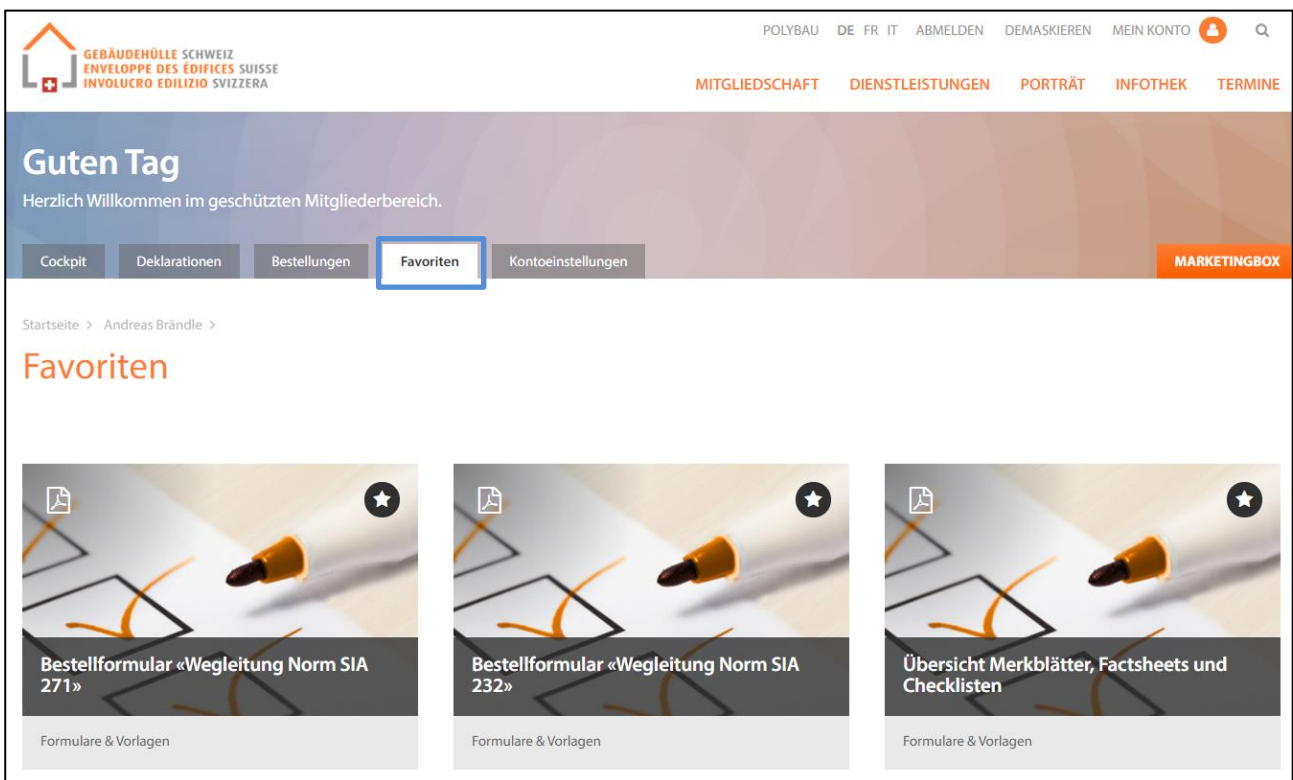 POLYBAU DE FR IT ABMELDEN DEMASKIEREN MEIN KONTO
GEBÄUDEHÜLLE SCHWEIZ
ENVELOPPE DES ÉDIFICES SUISSE
INVOLUCRO EDILIZIO SVIZZERA
MITGLIEDSCHAFT DIENSTLEISTUNGEN PORTRÄT INFOTHEK TERMINE
Guten Tag
Herzlich Willkommen im geschützten Mitgliederbereich.
Cockpit Deklarationen Bestellungen Favoriten Kontoeinstellungen MARKETINGBOX
Startseite > Andreas Brändle >
Favoriten
Bestellformular «Wegleitung Norm SIA
271»
Formulare & Vorlagen
Bestellformular «Wegleitung Norm SIA
232»
Formulare & Vorlagen
Übersicht Merkblätter, Factsheets und
Checklisten
Formulare & Vorlagen